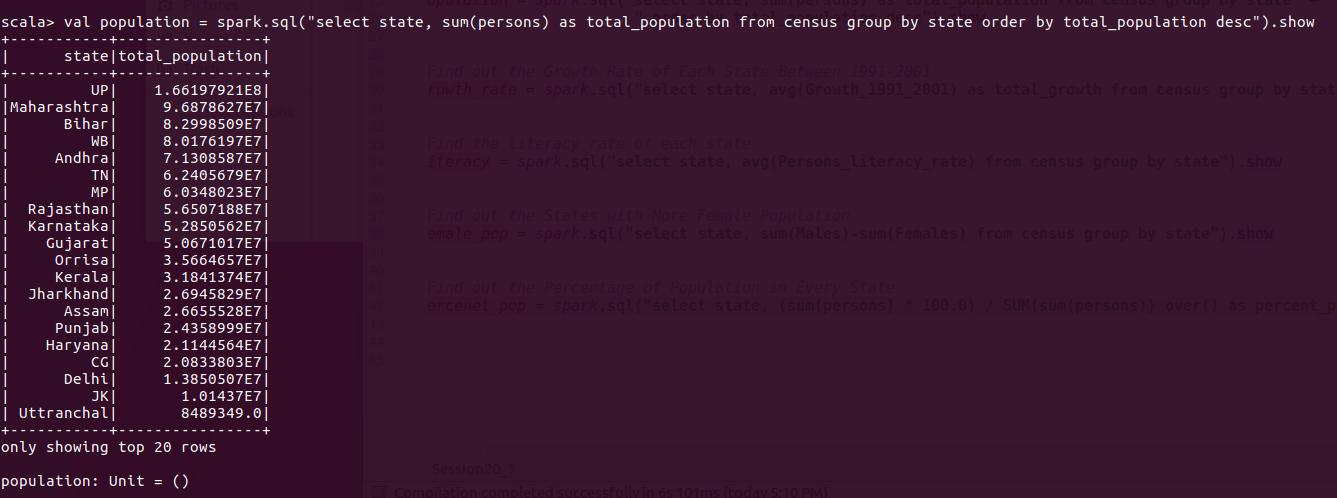 scala> val population = spark.sql("select state, sum(persons) as total_population from census group by state order by total_population desc").show
+-----------+----------------+
|      state|total_population|
+-----------+----------------+
|         UP|    1.66197921E8|
|Maharashtra|     9.6878627E7|
|      Bihar|     8.2998509E7|
|         WB|     8.0176197E7|
|     Andhra|     7.1308587E7|
|         TN|     6.2405679E7|
|         MP|     6.0348023E7|
|  Rajasthan|     5.6507188E7|
|  Karnataka|     5.2850562E7|
|    Gujarat|     5.0671017E7|
|     Orrisa|     3.5664657E7|
|     Kerala|     3.1841374E7|
|  Jharkhand|     2.6945829E7|
|      Assam|     2.6655528E7|
|     Punjab|     2.4358999E7|
|    Haryana|     2.1144564E7|
|         CG|     2.0833803E7|
|      Delhi|     1.3850507E7|
|         JK|       1.01437E7|
| Uttranchal|       8489349.0|
+-----------+----------------+
only showing top 20 rows
population: Unit = ()
Pictures
Find out the Growth Rate of Each State Between 1991-2001
rowth_rate = spark.sql("select state, avg(Growth_1991_2001) as total_growth from census group by stat
Find the literacy rate of each state
iteracy = spark.sql("select state, avg(Persons_literacy_rate) from census group by state").show
Find out the States with More Female Population
emale_pop = spark.sql("select state, sum(Males)-sum(Females) from census group by state").show
Find out the Percentage of Population in Every State
ercenet_pop = spark.sql("select state, (sum(persons) * 100.0) / SUM(sum(persons)) over() as percent_p
Session20_1
Compilation completed successfully in 6s 101ms (today 5:10 PM)